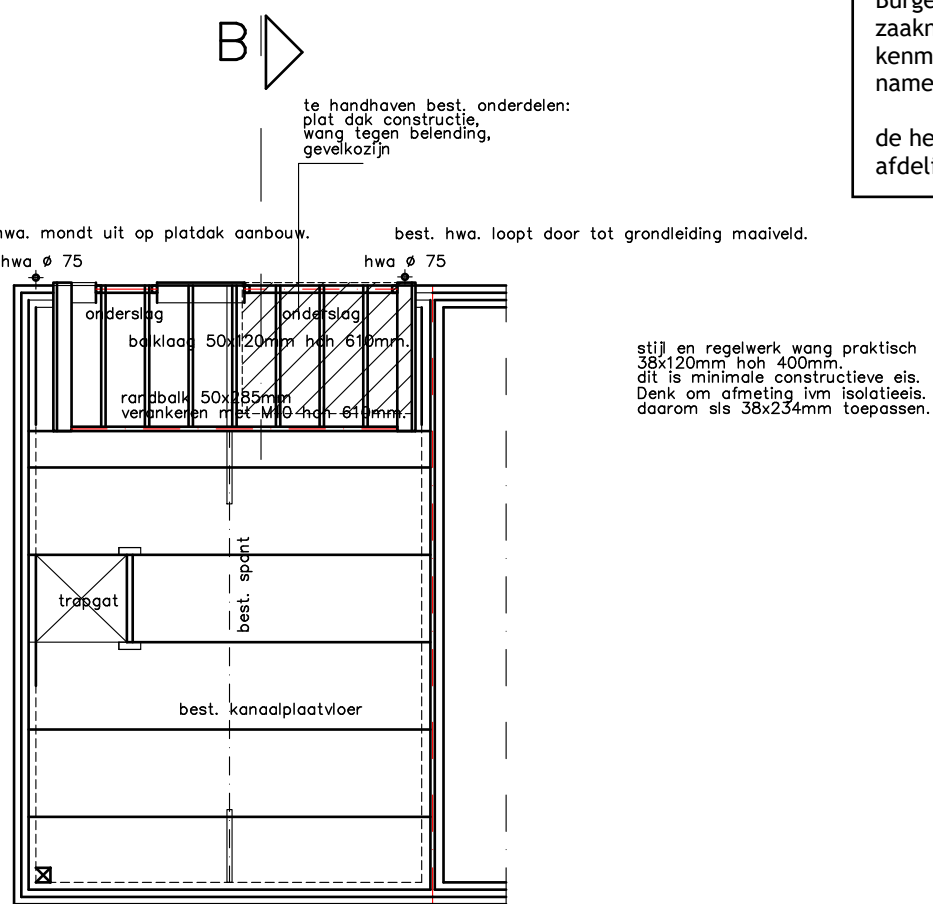 B
te handhaven best. onderdelen:
plat dak constructie,
wang tegen belending,
gevelkozijn
zaakn
kenm
name
de he
hwa. mondt uit op platdak aanbouw.
best. hwa. loopt door tot grondleiding maaiveld.
hwa ø 75
hwa ø 75
onderslag
onderslag
balklaag 50x120mm hoh 610mm.
randbalk 50x285mm
verankeren met M10 hoh 610mm.
stijl en regelwerk wang praktisch
38x120mm hoh 400mm.
dit is minimale constructieve eis.
Denk om afmeting ivm isolatieeis.
daarom sls 38x234mm toepassen.
best. spant
trapgat
best. kanaalplaatvloer